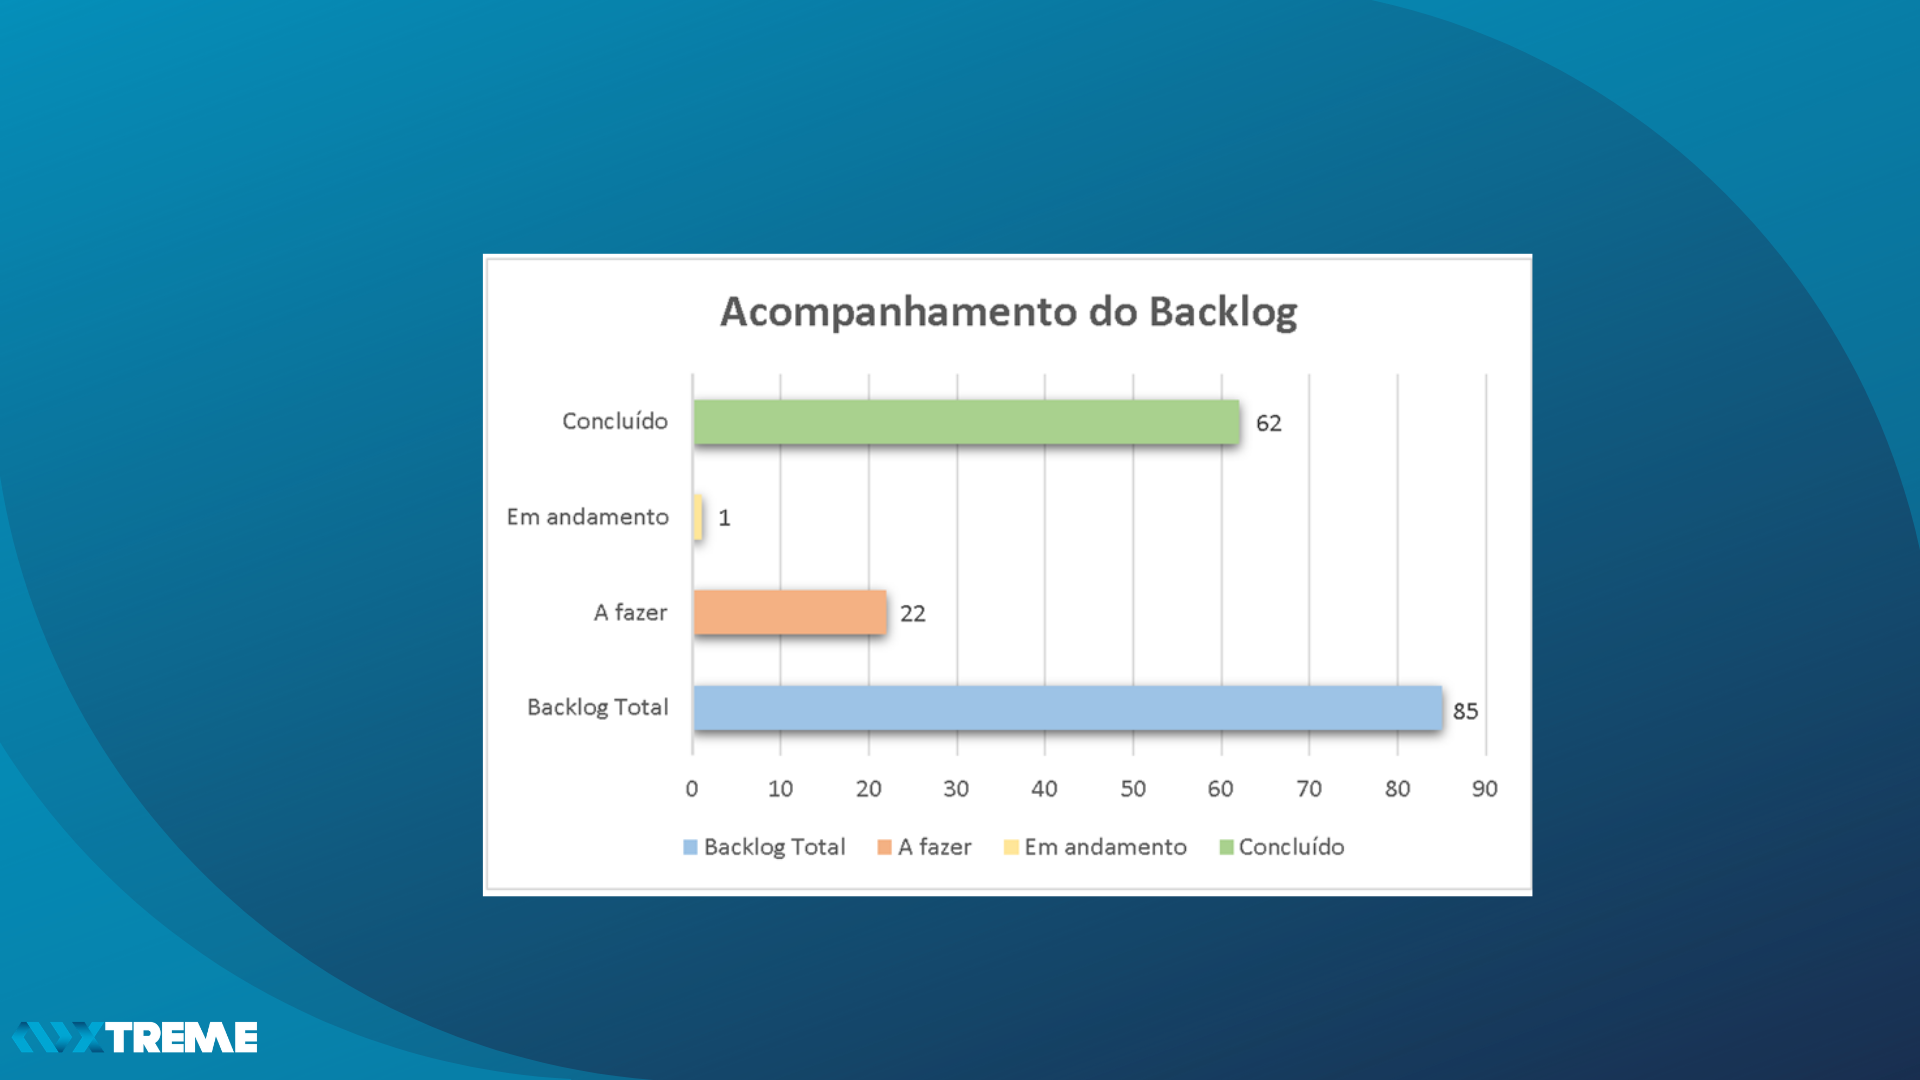 Acompanhamento do Backlog
Concluído
62
Em andamento
1
A fazer
22
Backlog Total
85
0 10 20 30 40 50 60 70 80 90
Backlog Total A fazer Em andamento Concluído
XTREME